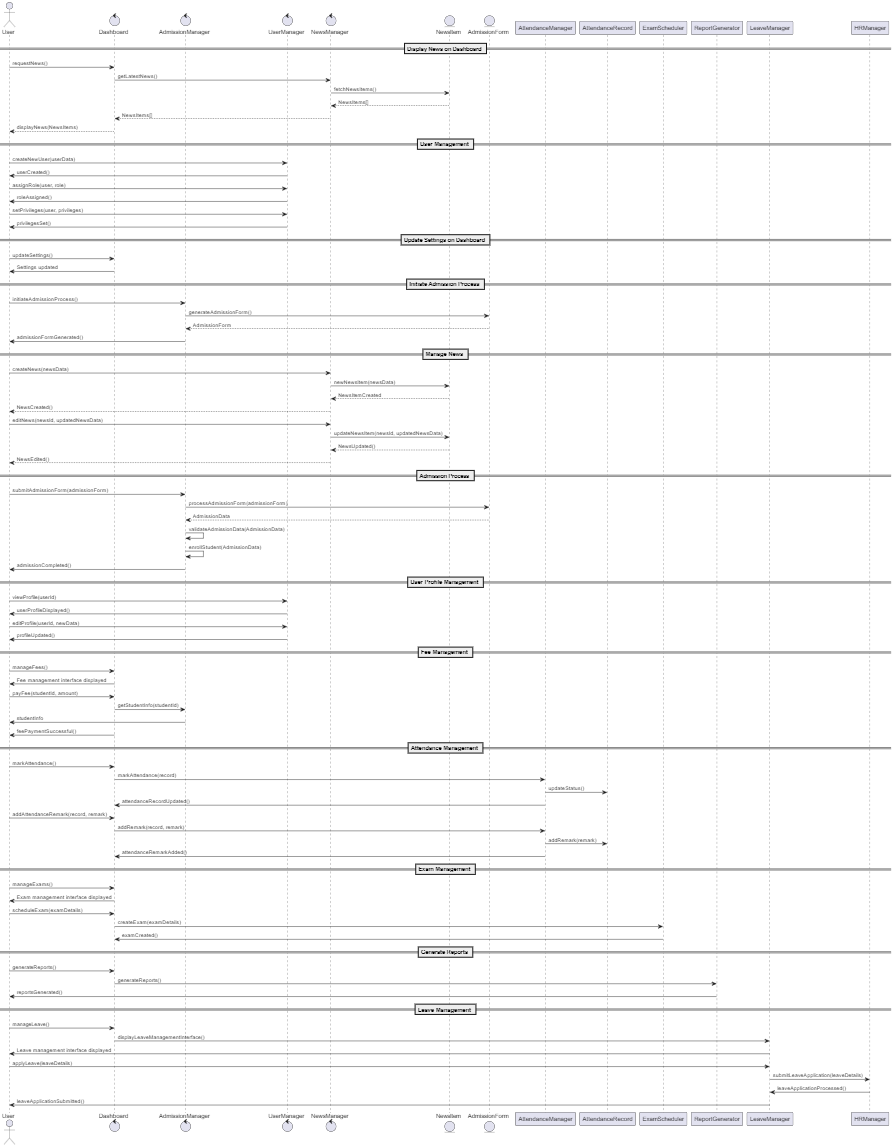 User Dashboard AdmissionManager UserManager NewsManager NewsItem AdmissionForm AttendanceManager AttendanceRecord ExamScheduler ReportGenerator LeaveManager HRManager
Display News on Dashboard
requestNews()
getLatestNews()
fetchNewsItems()
NewsItems[]
NewsItems[]
displayNews(NewsItems)
User Management
createNewUser(userData)
userCreated()
assignRole(user, role)
roleAssigned()
setPrivileges(user, privileges)
privilegesSet()
Update Settings on Dashboard
updateSettings()
Settings updated
Initiate Admission Process
initiateAdmissionProcess()
generateAdmissionForm()
AdmissionForm
admissionFormGenerated()
Manage News
createNews(newsData)
newNewsItem(newsData)
NewsItemCreated
NewsCreated()
editNews(newsId, updatedNewsData)
updateNewsItem(newsId, updatedNewsData)
NewsUpdated()
NewsEdited()
Admission Process
submitAdmissionForm(admissionForm)
processAdmissionForm(admissionForm)
AdmissionData
validateAdmissionData(AdmissionData)
enrollStudent(AdmissionData)
admissionCompleted()
User Profile Management
viewProfile(userId)
userProfileDisplayed()
editProfile(userId, newData)
profileUpdated()
Fee Management
manageFees()
Fee management interface displayed
payFee(studentId, amount)
getStudentInfo(studentId)
studentInfo
feePaymentSuccessful()
Attendance Management
markAttendance()
markAttendance(record)
updateStatus()
attendanceRecordUpdated()
addAttendanceRemark(record, remark)
addRemark(record, remark)
addRemark(remark)
attendanceRemarkAdded()
Exam Management
manageExams()
Exam management interface displayed
scheduleExam(examDetails)
createExam(examDetails)
examCreated()
Generate Reports
generateReports()
generateReports()
reportsGenerated()
Leave Management
manageLeave()
displayLeaveManagementInterface()
Leave management interface displayed
applyLeave(leaveDetails)
submitLeaveApplication(leaveDetails)
leaveApplicationProcessed()
leaveApplicationSubmitted()
User Dashboard AdmissionManager UserManager NewsManager NewsItem AdmissionForm AttendanceManager AttendanceRecord ExamScheduler ReportGenerator LeaveManager HRManager